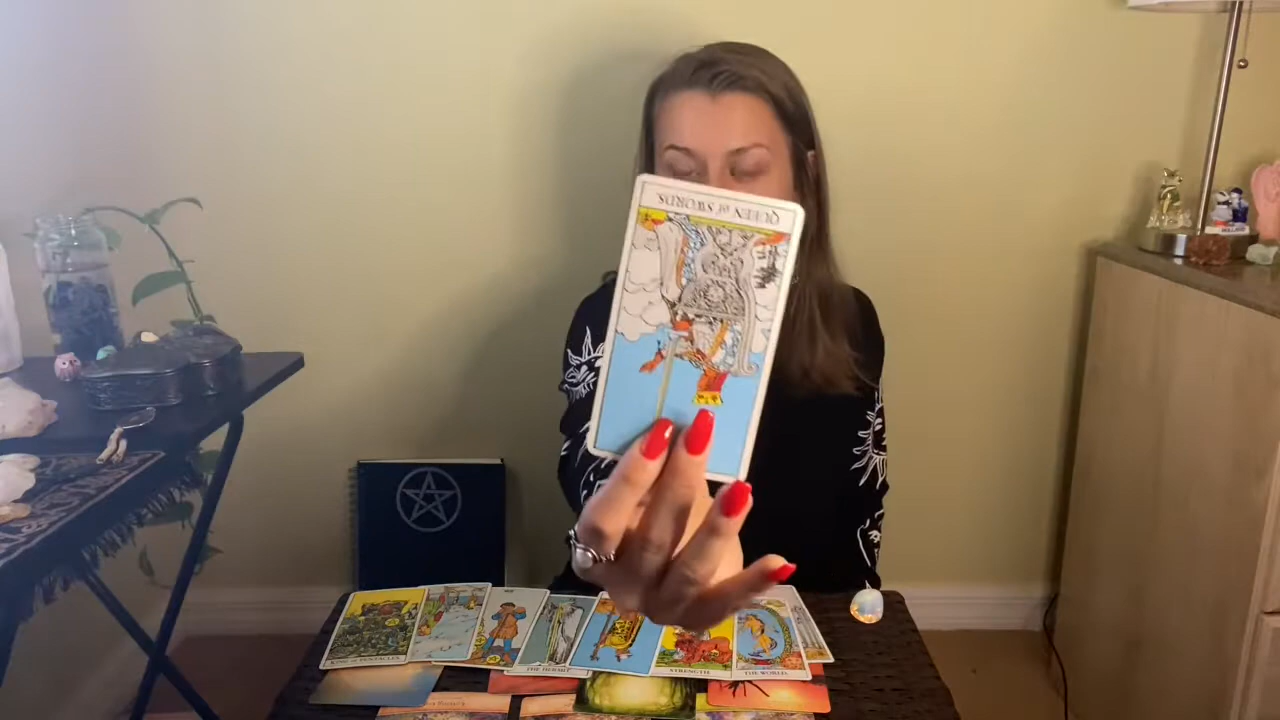 QUEEN of SWORDS.
KING of PENTACLES.
THE HERMIT.
STRENGTH.
THE WORLD.